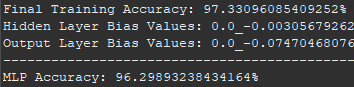 Final Training Accuracy: 97.33096085409252%
Hidden Layer Bias Values: 0.0_-0.00305679262
Output Layer Bias Values: 0.0_-0.07470468076
------------------------------------------------------------
MLP Accuracy: 96.29893238434164%